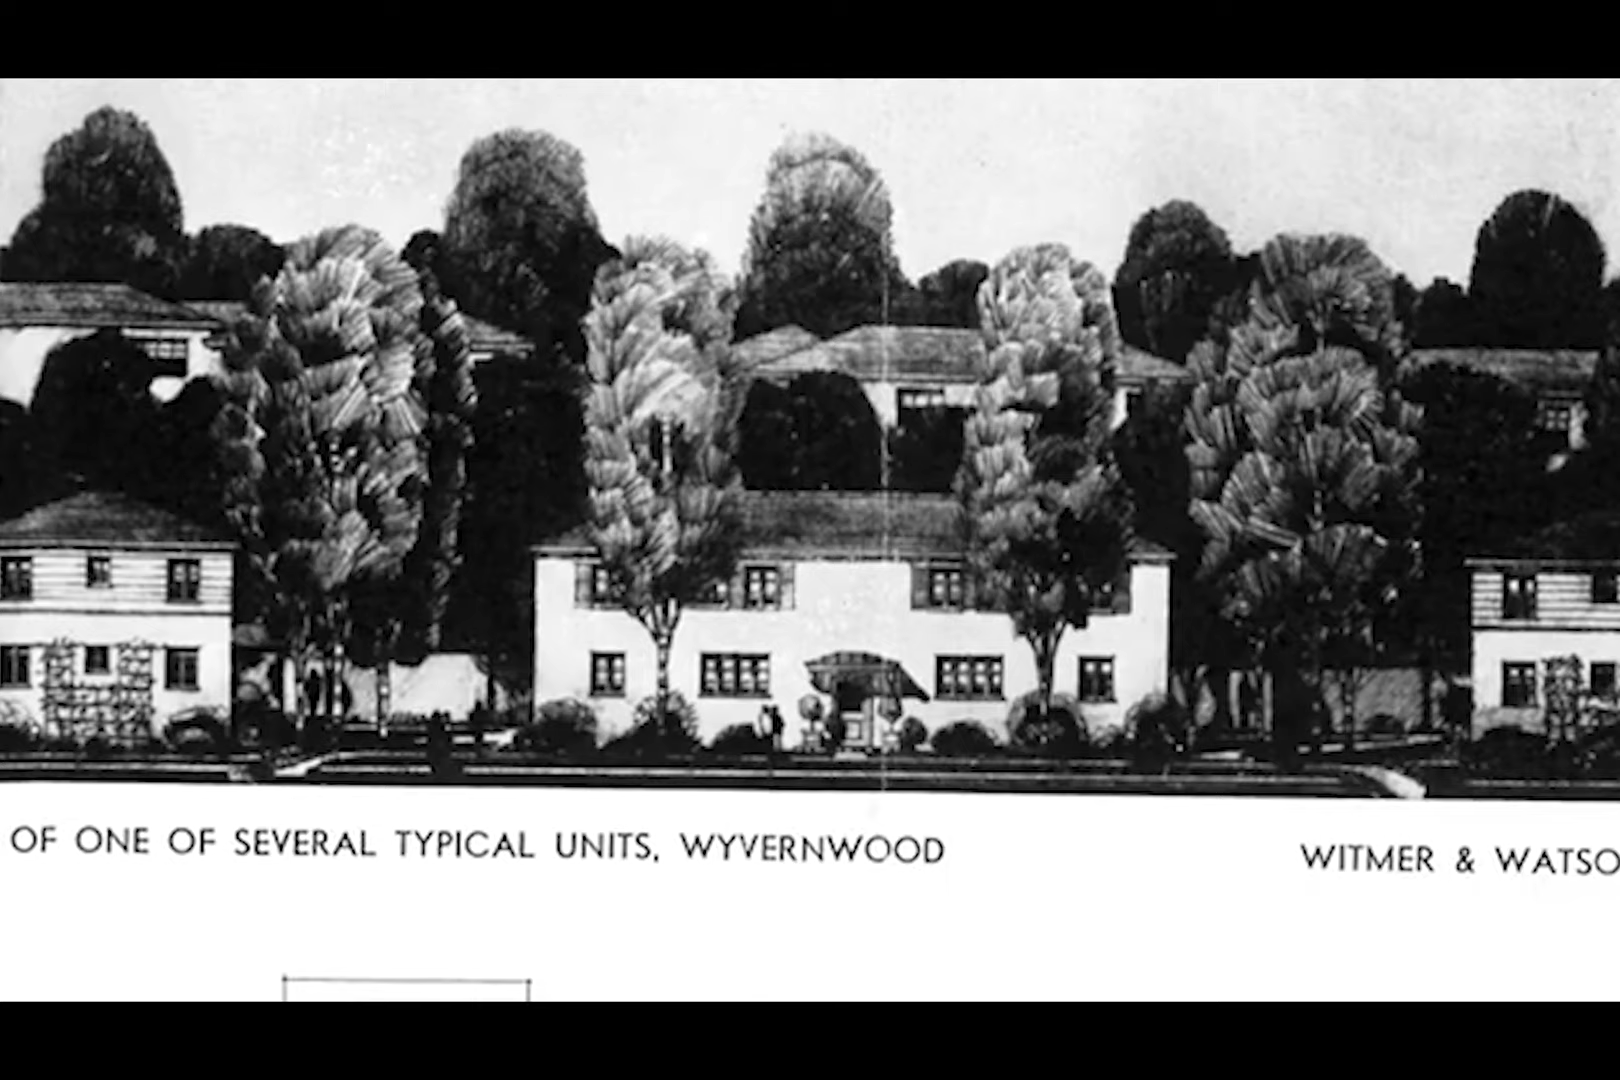 OF ONE OF SEVERAL TYPICAL UNITS, WYVERNWOOD
WITMER & WATSO